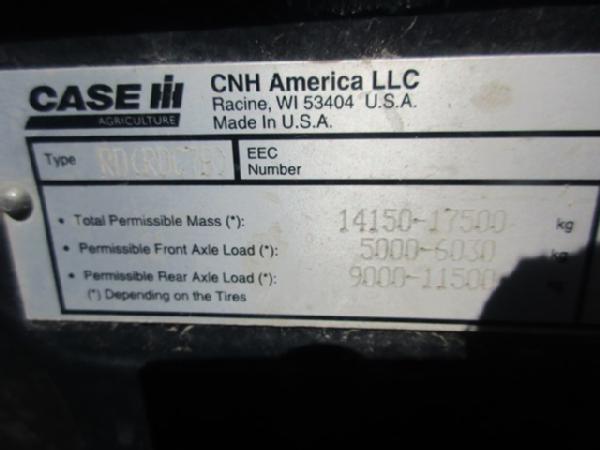 CASE IH
AGRICULTURE
CNH America LLC
Racine, WI 53404 U.S.A.
Made In U.S.A.
Type
EEC
Number
• Total Permissible Mass (*): 14150-17500 kg
• Permissible Front Axle Load (*): 5000-6030 kg
• Permissible Rear Axle Load (*): 9000-11500
(*) Depending on the Tires